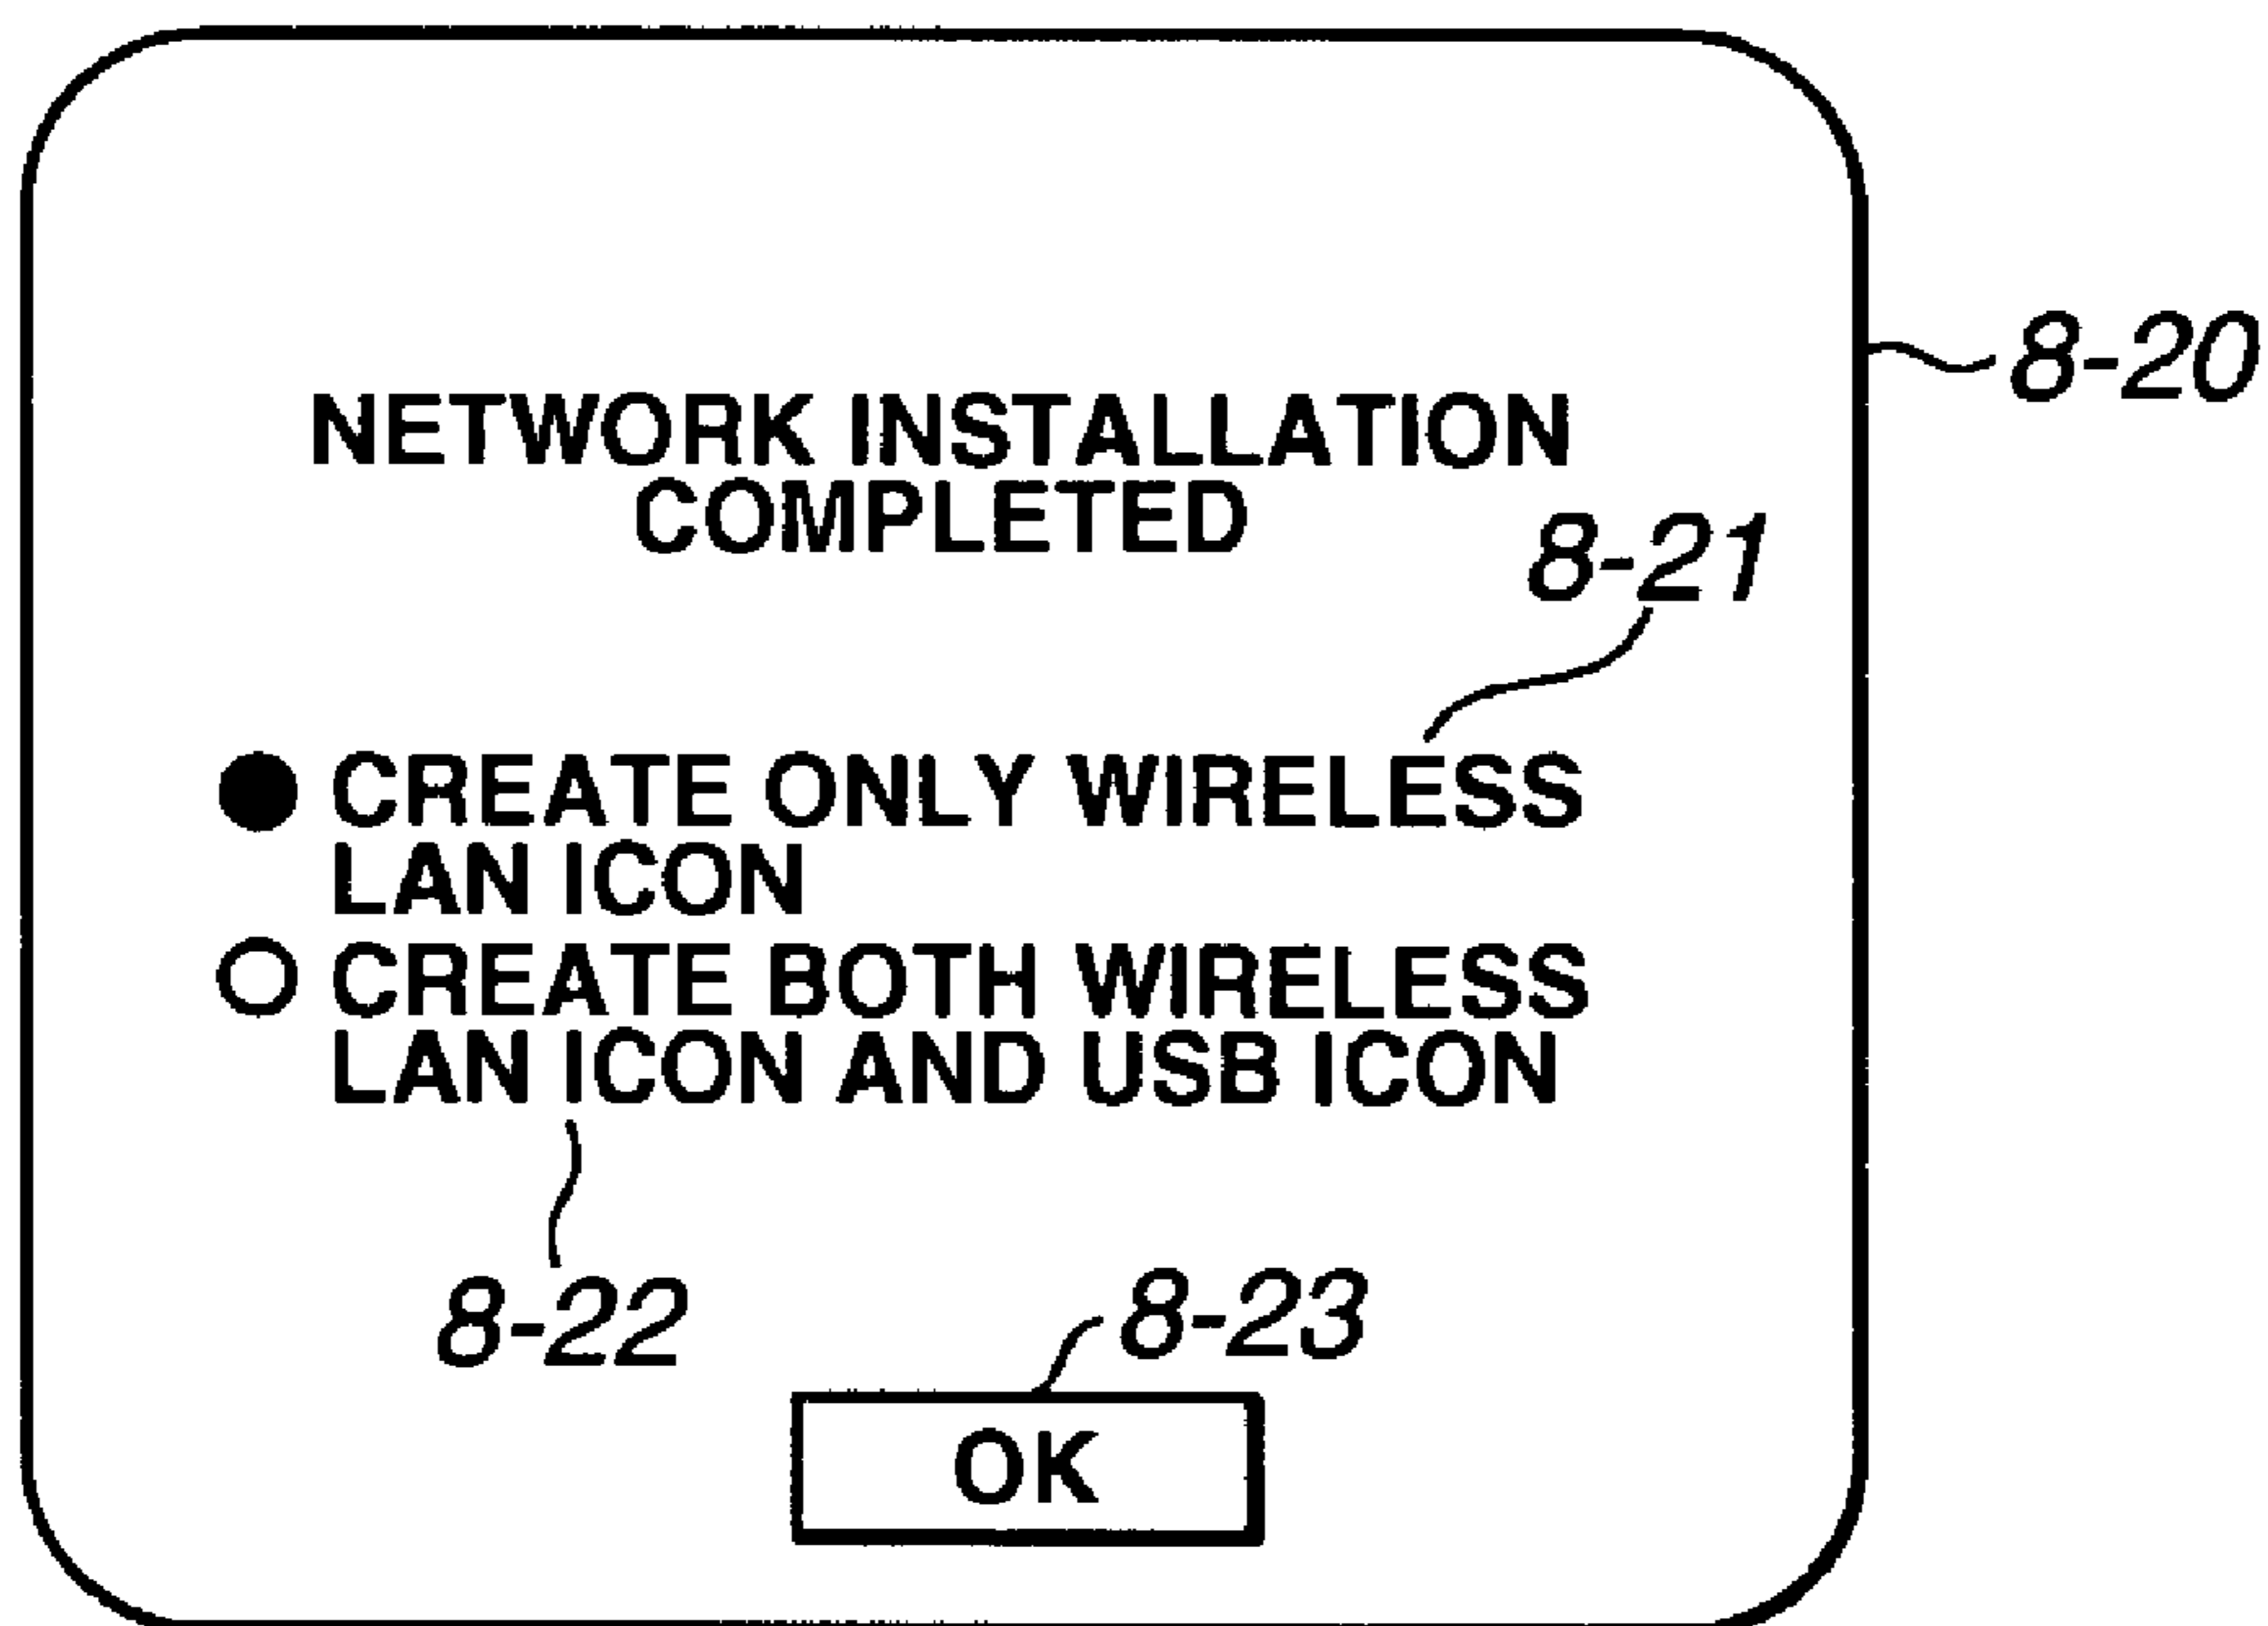 8-20
NETWORK INSTALLATION
COMPLETED
8-21
CREATE ONLY WIRELESS
LAN ICON
CREATE BOTH WIRELESS
LAN ICON AND USB ICON
8-22
8-23
OK